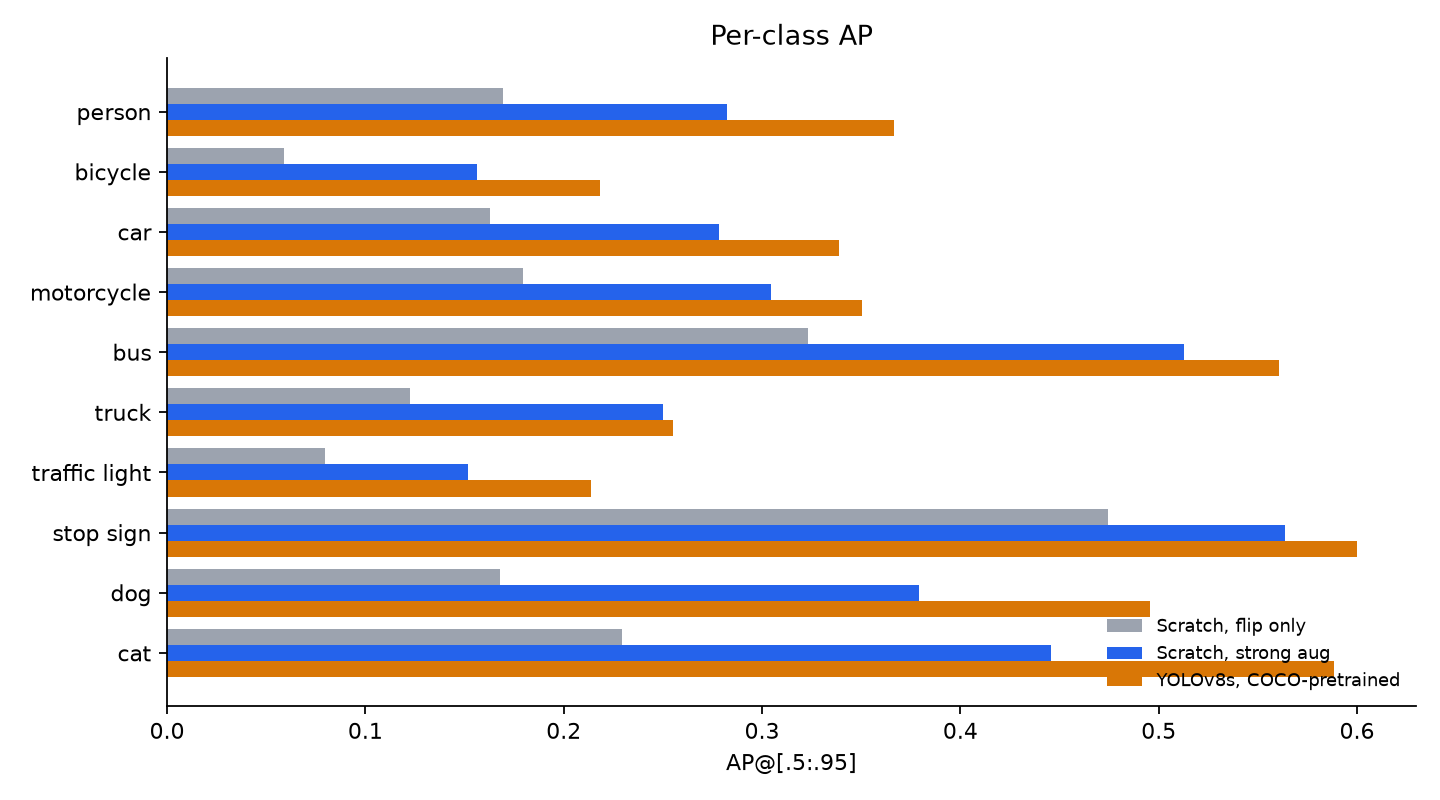 Per-class AP
person
bicycle
car
motorcycle
bus
truck
traffic light
stop sign
dog
cat
Scratch, flip only
Scratch, strong aug
YOLOv8s, COCO-pretrained
0.0 0.1 0.2 0.3 0.4 0.5 0.6
AP@[.5:.95]